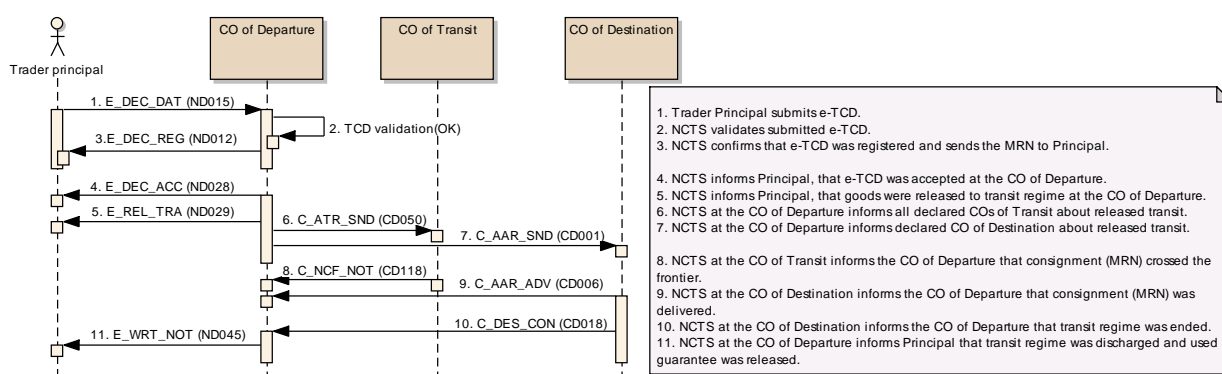 CO of Departure
CO of Transit
CO of Destination
Trader principal
1. E_DEC_DAT (ND015)
2. TCD validation(OK)
3.E_DEC_REG (ND012)
4. E_DEC_ACC (ND028)
5. E_REL_TRA (ND029)
6. C_ATR_SND (CD050)
7. C_AAR_SND (CD001)
8. C_NCF_NOT (CD118)
9. C_AAR_ADV (CD006)
10. C_DES_CON (CD018)
11. E_WRT_NOT (ND045)
1. Trader Principal submits e-TCD.
2. NCTS validates submitted e-TCD.
3. NCTS confirms that e-TCD was registered and sends the MRN to Principal.
4. NCTS informs Principal, that e-TCD was accepted at the CO of Departure.
5. NCTS informs Principal, that goods were released to transit regime at the CO of Departure.
6. NCTS at the CO of Departure informs all declared COs of Transit about released transit.
7. NCTS at the CO of Departure informs declared CO of Destination about released transit.
8. NCTS at the CO of Transit informs the CO of Departure that consignment (MRN) crossed the
frontier.
9. NCTS at the CO of Destination informs the CO of Departure that consignment (MRN) was
delivered.
10. NCTS at the CO of Destination informs the CO of Departure that transit regime was ended.
11. NCTS at the CO of Departure informs Principal that transit regime was discharged and used
guarantee was released.